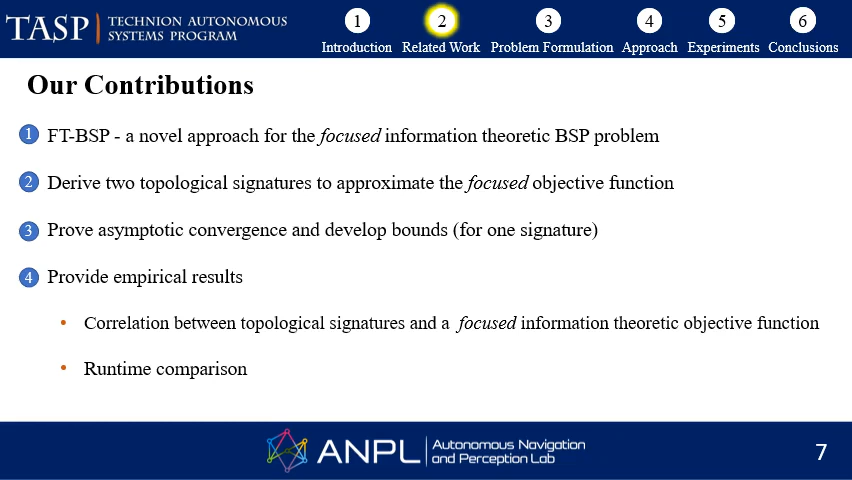 TASP TECHNION AUTONOMOUS
SYSTEMS PROGRAM
1 2 3 4 5 6
Introduction Related Work Problem Formulation Approach Experiments Conclusions
Our Contributions
1 FT-BSP - a novel approach for the focused information theoretic BSP problem
2 Derive two topological signatures to approximate the focused objective function
3 Prove asymptotic convergence and develop bounds (for one signature)
4 Provide empirical results
• Correlation between topological signatures and a focused information theoretic objective function
• Runtime comparison
ANPL Autonomous Navigation
and Perception Lab
7